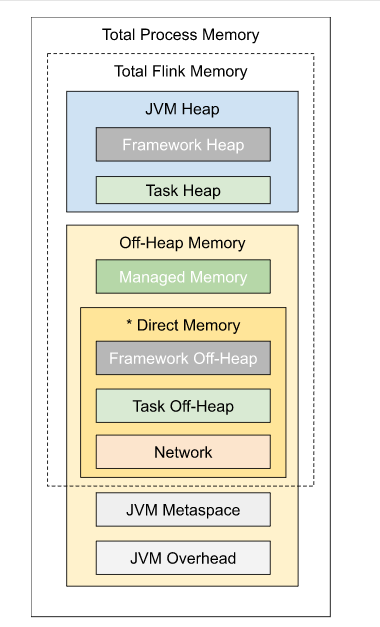 Total Process Memory
Total Flink Memory
JVM Heap
Framework Heap
Task Heap
Off-Heap Memory
Managed Memory
* Direct Memory
Framework Off-Heap
Task Off-Heap
Network
JVM Metaspace
JVM Overhead